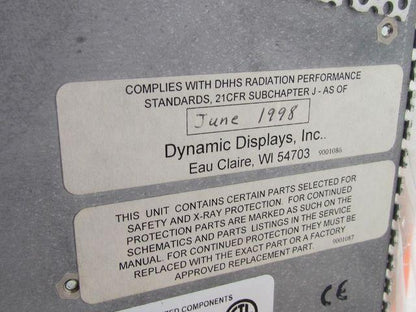 COMPLIES WITH DHHS RADIATION PERFORMANCE
STANDARDS, 21CFR SUBCHAPTER J - AS OF
June 1998
Dynamic Displays, Inc..
Eau Claire, WI 54703 9001086
THIS UNIT CONTAINS CERTAIN PARTS SELECTED FOR
SAFETY AND X-RAY PROTECTION. FOR CONTINUED
PROTECTION PARTS ARE MARKED AS SUCH ON THE
SCHEMATICS AND PARTS LISTINGS IN THE SERVICE
MANUAL. FOR CONTINUED PROTECTION THEY MUST BE
REPLACED WITH THE EXACT PART OR A FACTORY
APPROVED REPLACEMENT PART. 9001087
COMPONENTS
CE